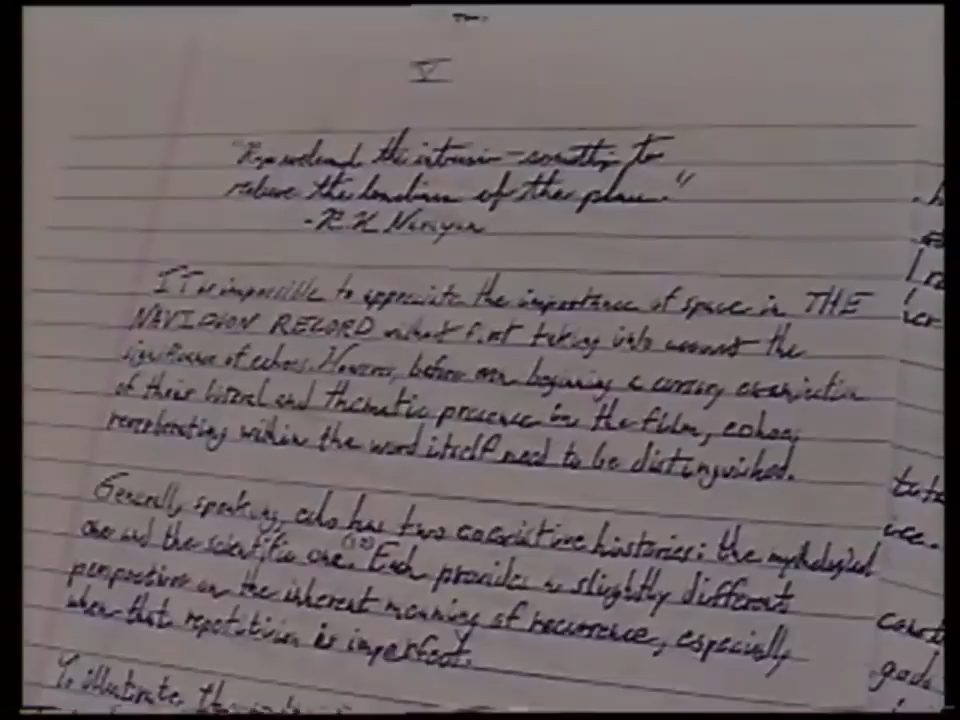 V
"Raju welcomed the intrusion—something to
relieve the loneliness of the place."
-R K Narayan
IT is impossible to appreciate the importance of space in THE
NAVIDSON RECORD without first taking into account the
significance of echoes. However, before even beginning a cursory examination
of their literal and thematic presence in the film, echoes
reverberating within the word itself need to be distinguished.
Generally speaking, echo has two coexistive histories: the mythological
one and the scientific one. Each provides a slightly different
perspective on the inherent meaning of recurrence, especially
when that repetition is imperfect.
To illustrate the